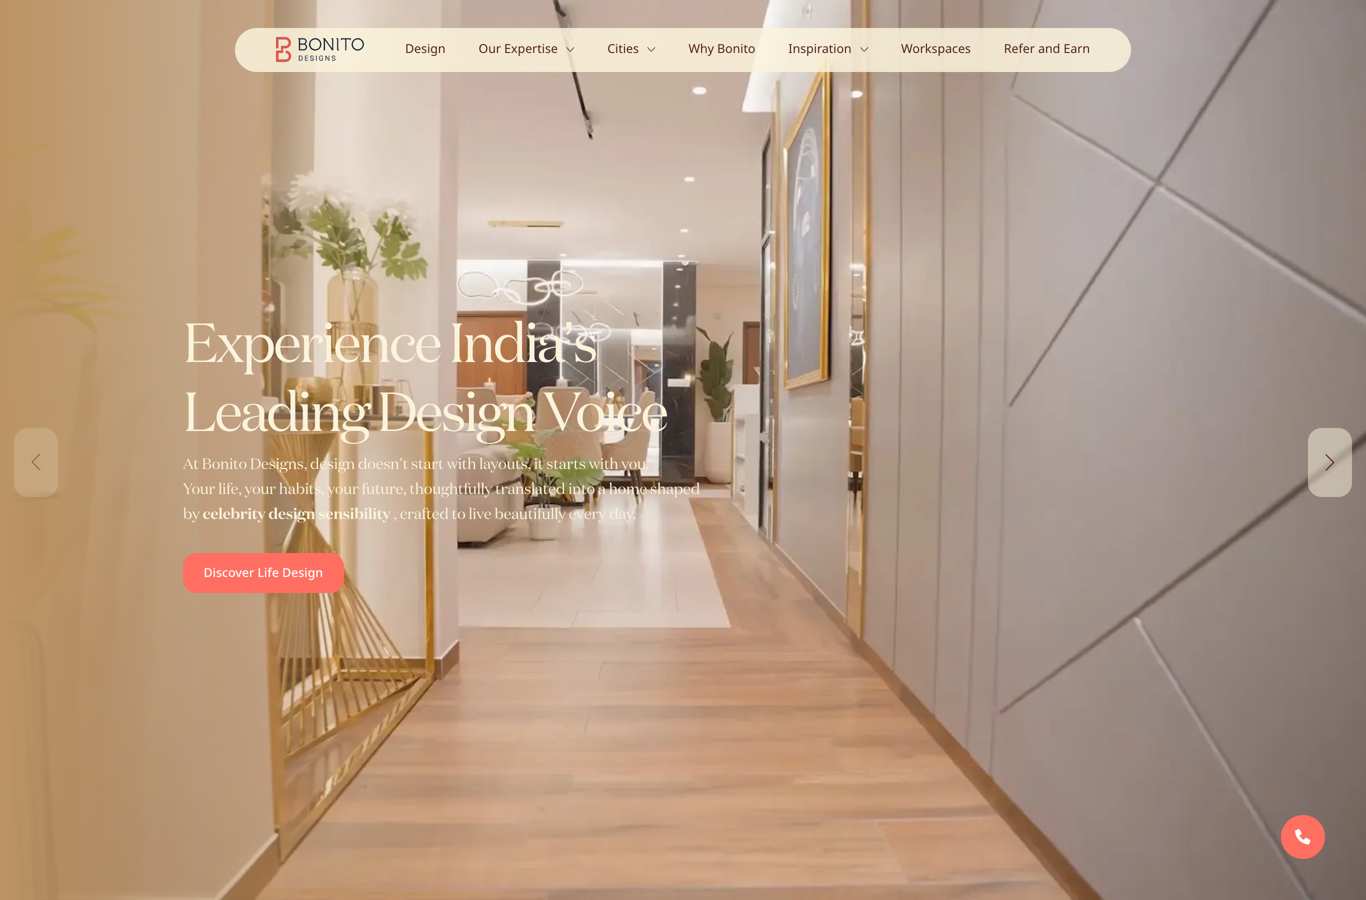 BONITO
DESIGNS
Design
Our Expertise
Cities
Why Bonito
Inspiration
Workspaces
Refer and Earn
Experience India's
Leading Design Voice
At Bonito Designs, design doesn't start with layouts, it starts with you.
Your life, your habits, your future, thoughtfully translated into a home shaped
by celebrity design sensibility , crafted to live beautifully every day.
Discover Life Design